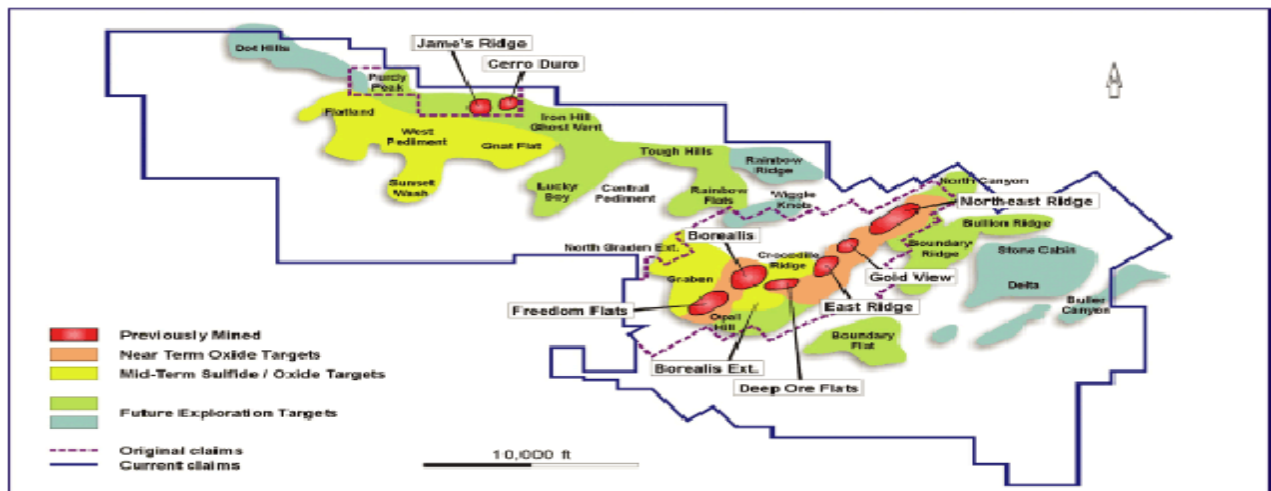 Dot Hills
Jame's Ridge
Cerro Duro
Purdy
Peak
Flatland
West
Pediment
Iron Hill
Ghost Vent
Gnat Flat
Sunset
Wash
Lucky
Boy
Central
Pediment
Tough Hills
Rainbow
Flats
Rainbow
Ridge
Wiggle
Knots
North Canyon
Northeast Ridge
Bullion Ridge
Boundary
Ridge
Stone Cabin
Delta
Gold View
Borealis
North Graben Ext.
Crocodile
Ridge
Graben
East Ridge
Freedom Flats
Opal
Hill
Boundary
Flat
Borealis Ext.
Deep Ore Flats
Canyon
Previously Mined
Near Term Oxide Targets
Mid-Term Sulfide / Oxide Targets
Future Exploration Targets
Original claims
Current claims
10,000 ft